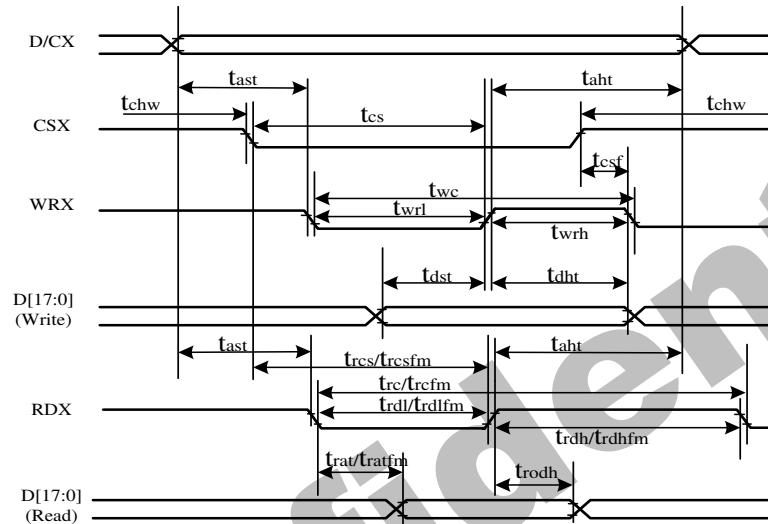 D/CX
tast
taht
tchw
tcs
tchw
CSX
tcsf
twc
WRX
twrl
twrh
tdst
tdht
D[17:0]
(Write)
tast
trcs/trcsfm
taht
trc/trcfm
RDX
trdl/trdlfm
trdh/trdhfm
trat/tratfm
trodh
D[17:0]
(Read)
fident